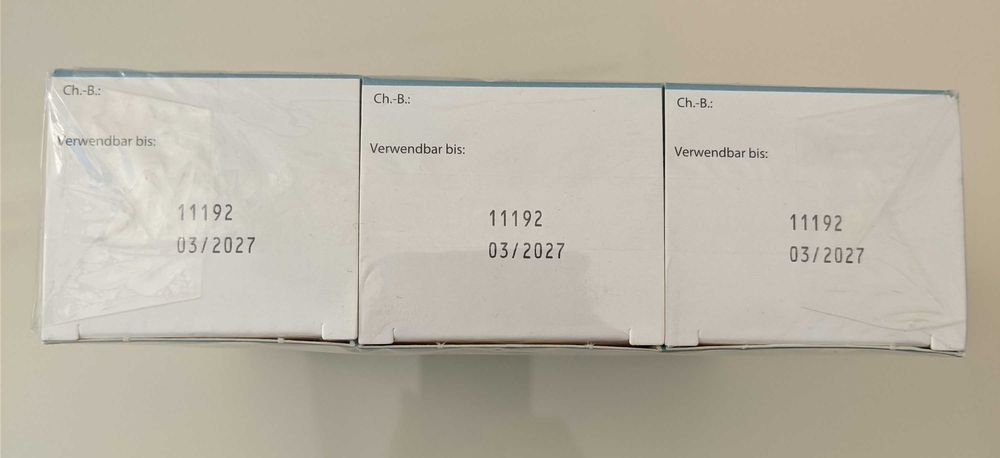 Ch.-B.:
Verwendbar bis:
11192
03/2027
Ch.-B.:
Verwendbar bis:
11192
03/2027
Ch.-B.:
Verwendbar bis:
11192
03/2027